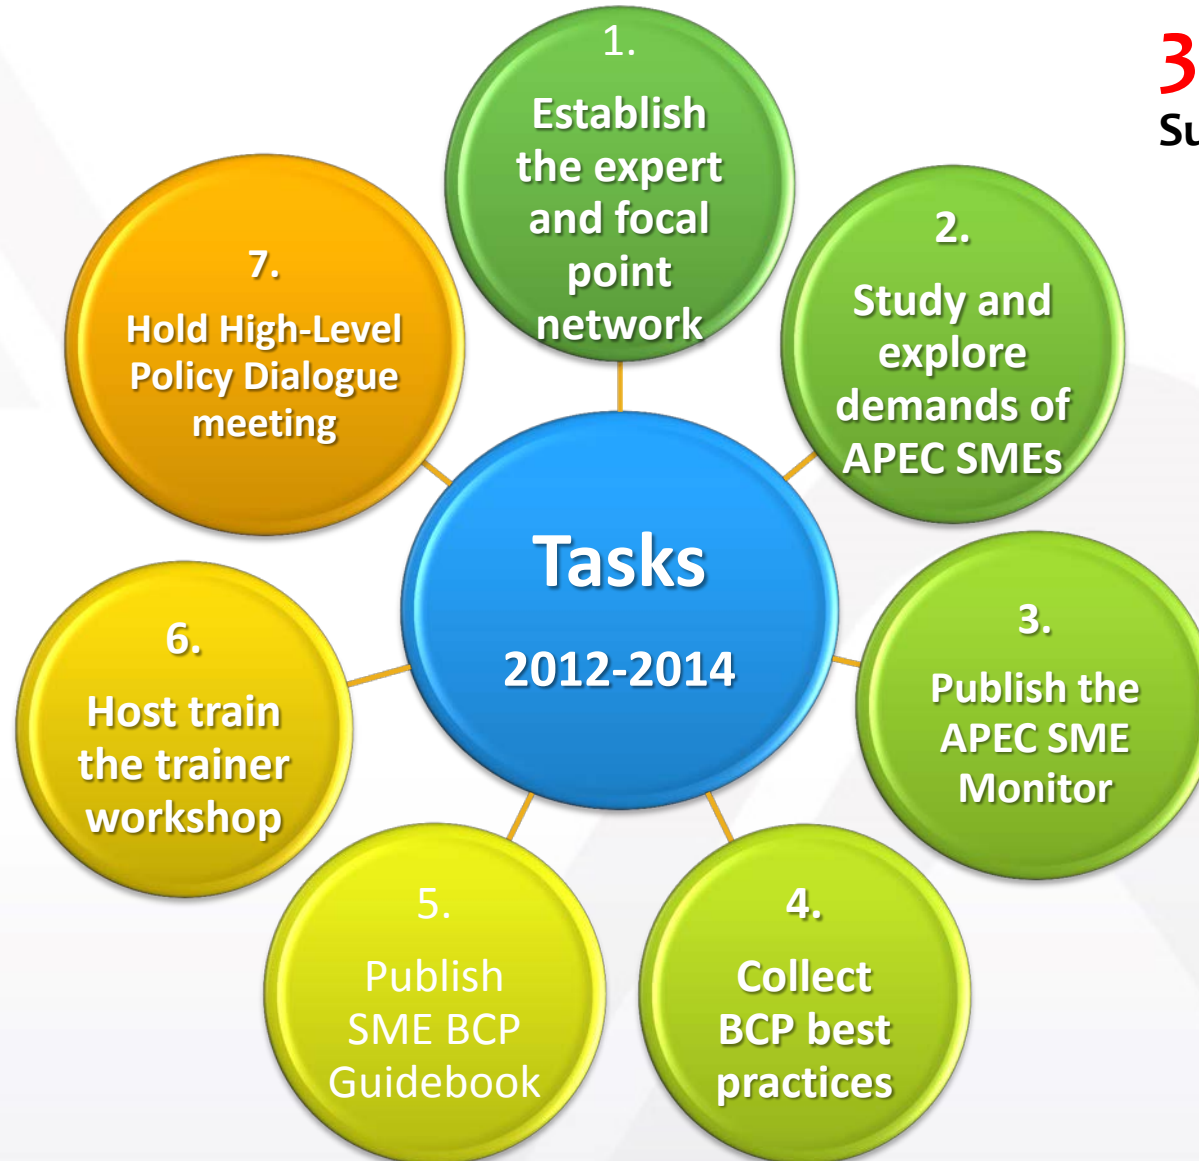 1.
Establish
the expert
and focal
point
network
2.
Study and
explore
demands of
APEC SMEs
3.
Publish the
APEC SME
Monitor
4.
Collect
BCP best
practices
5.
Publish
SME BCP
Guidebook
6.
Host train
the trainer
workshop
7.
Hold High-Level
Policy Dialogue
meeting
Tasks
2012-2014
3
Su